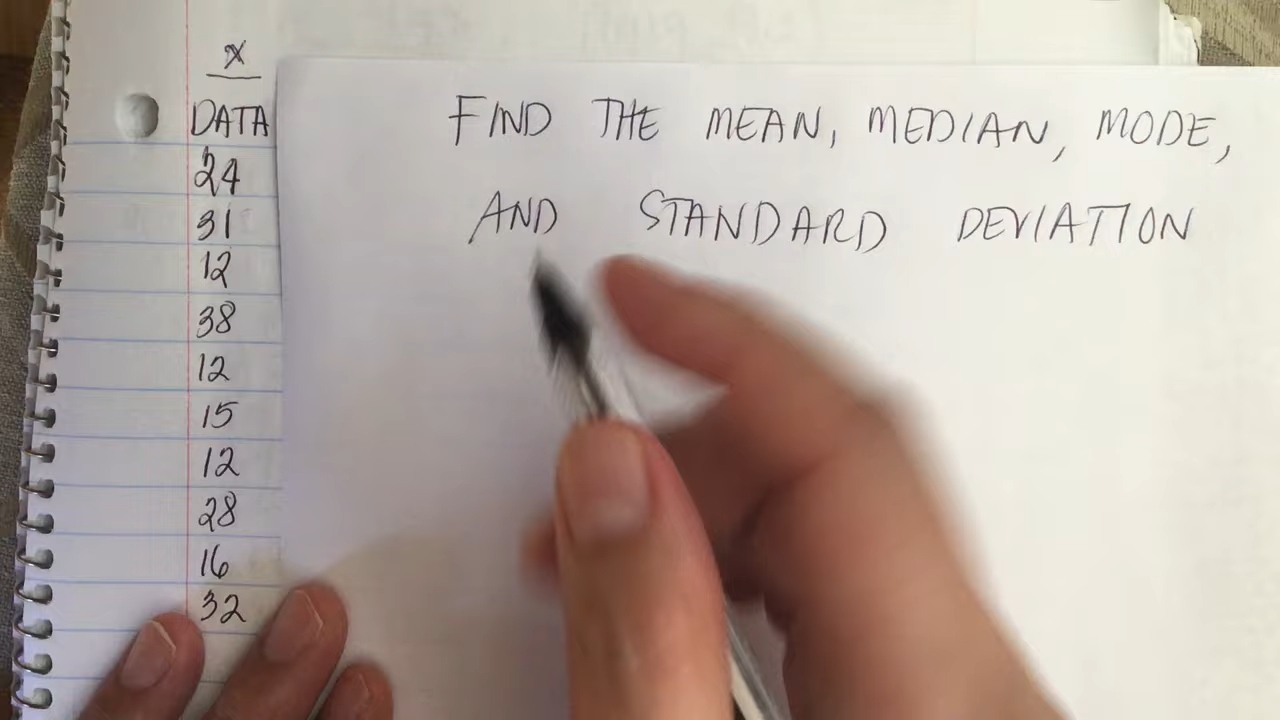 x
DATA
24
31
12
38
12
15
12
28
16
32
FIND THE MEAN, MEDIAN, MODE,
AND STANDARD DEVIATION